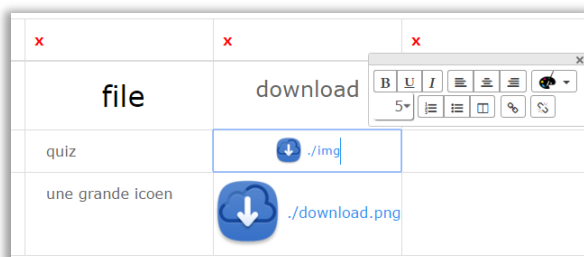 x x x
x
file download
B U I
5
quiz ./img
une grande icoen ./download.png